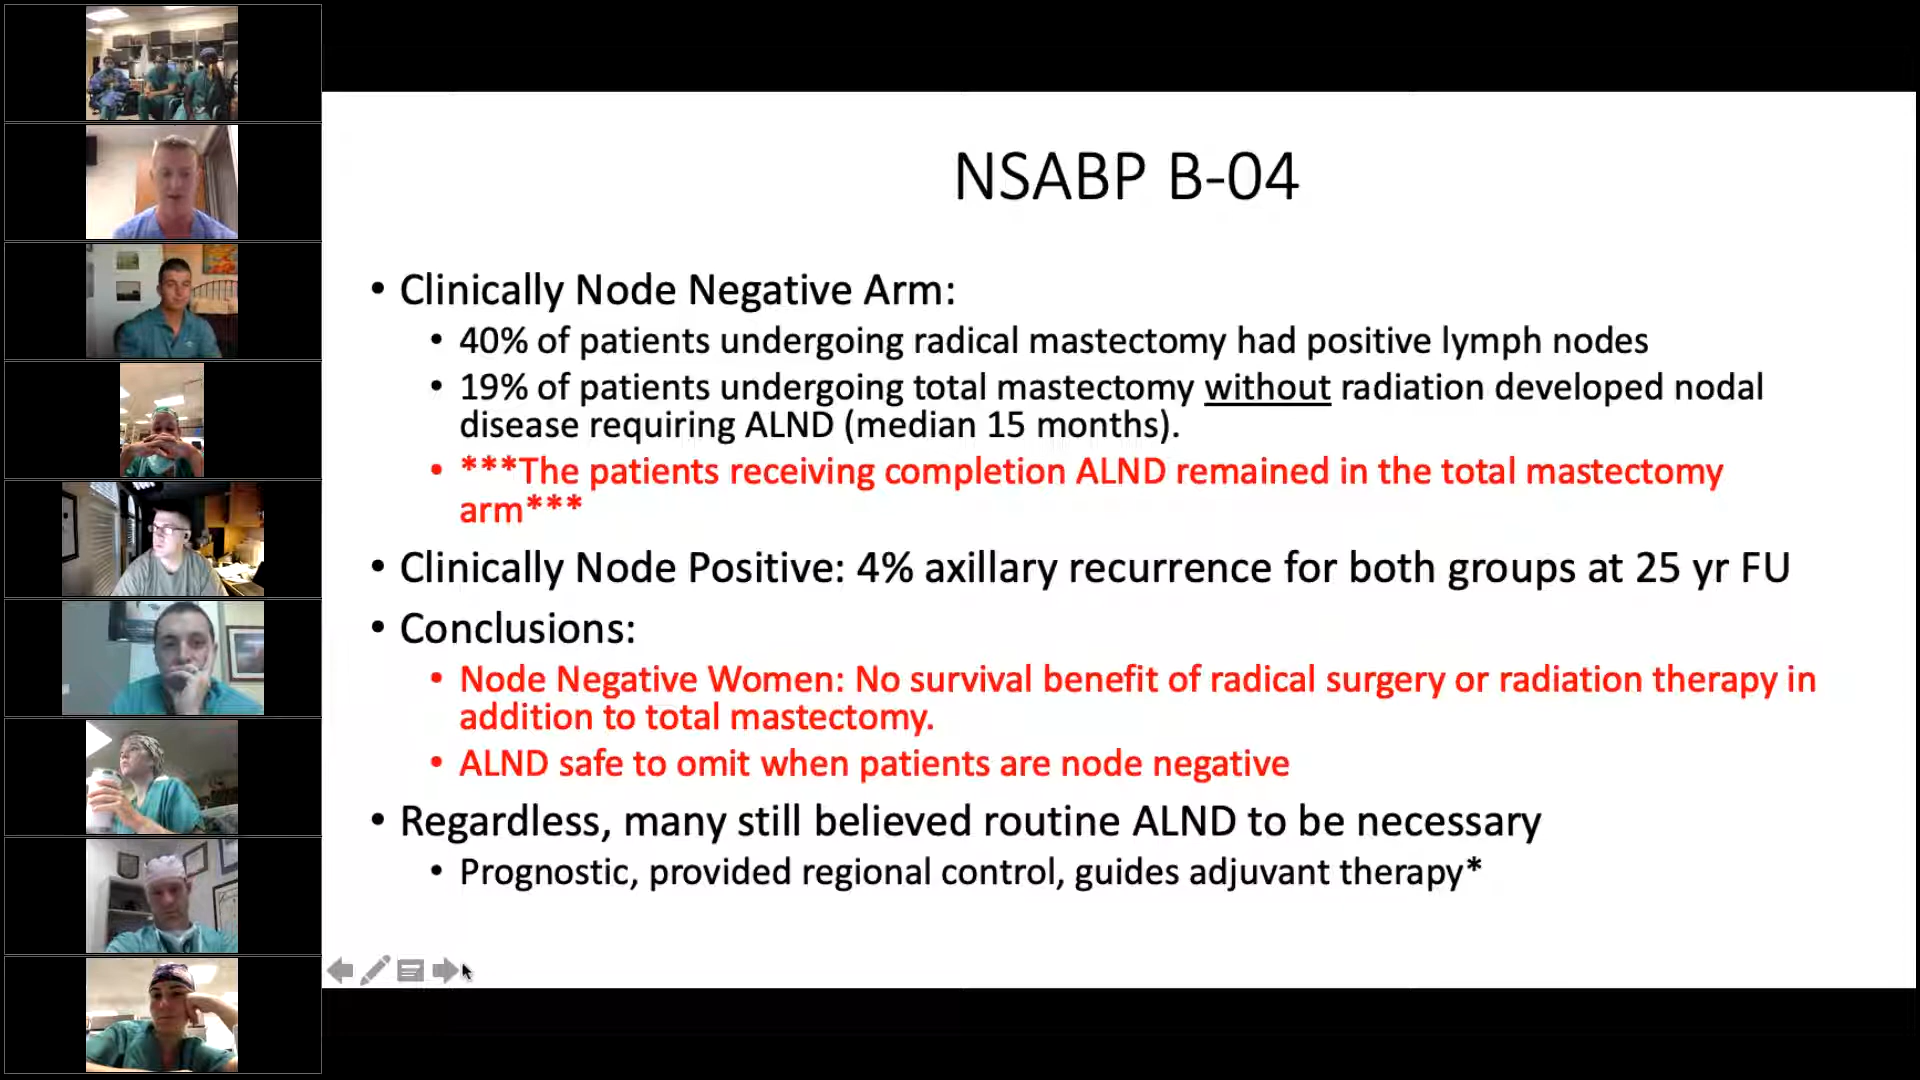 NSABP B-04
• Clinically Node Negative Arm:
• 40% of patients undergoing radical mastectomy had positive lymph nodes
• 19% of patients undergoing total mastectomy without radiation developed nodal
disease requiring ALND (median 15 months).
• ***The patients receiving completion ALND remained in the total mastectomy
arm***
• Clinically Node Positive: 4% axillary recurrence for both groups at 25 yr FU
• Conclusions:
• Node Negative Women: No survival benefit of radical surgery or radiation therapy in
addition to total mastectomy.
• ALND safe to omit when patients are node negative
• Regardless, many still believed routine ALND to be necessary
• Prognostic, provided regional control, guides adjuvant therapy*